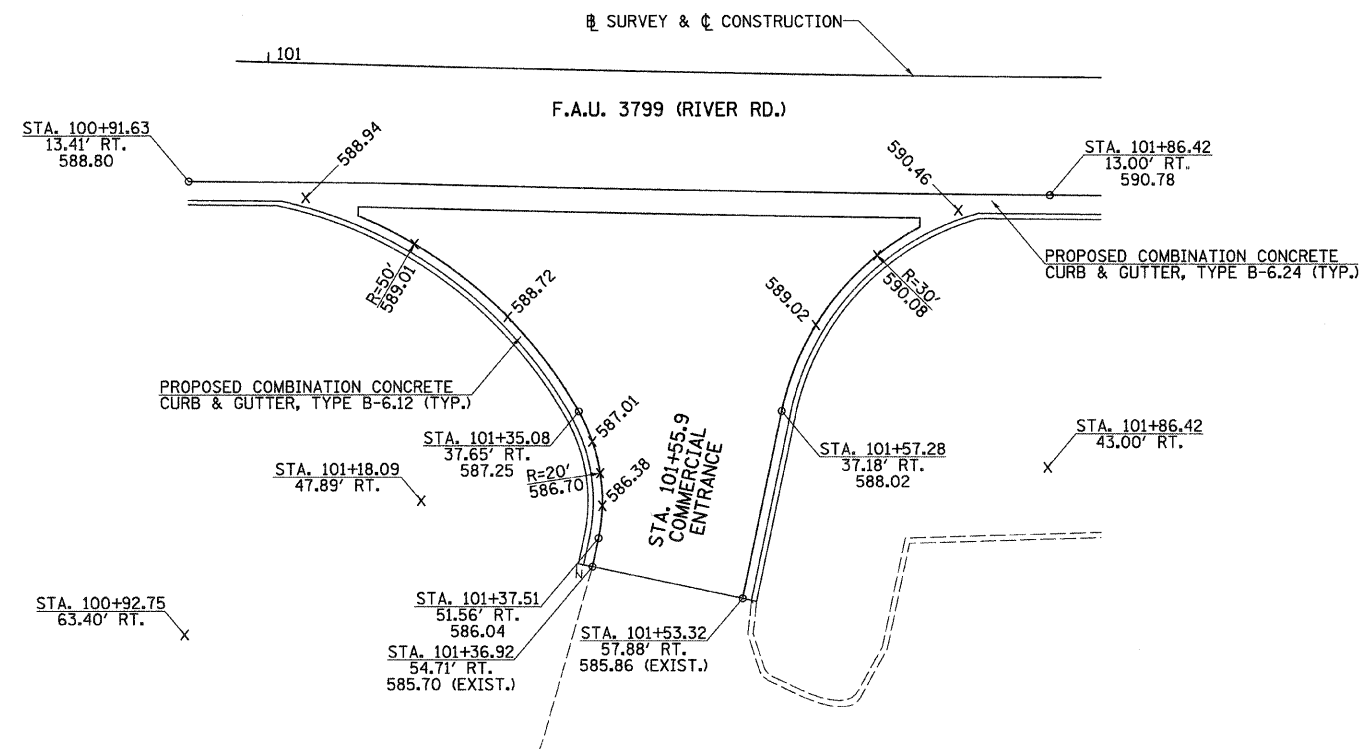 ℄ SURVEY & ℄ CONSTRUCTION
101
F.A.U. 3799 (RIVER RD.)
STA. 100+91.63
13.41' RT.
588.80
588.94
590.46
STA. 101+86.42
13.00' RT.
590.78
PROPOSED COMBINATION CONCRETE
CURB & GUTTER, TYPE B-6.24 (TYP.)
R=50'
589.01
588.72
589.02
R=30'
590.08
PROPOSED COMBINATION CONCRETE
CURB & GUTTER, TYPE B-6.12 (TYP.)
STA. 101+35.08
37.65' RT.
587.25
587.01
STA. 101+18.09
47.89' RT.
R=20'
586.70
586.38
STA. 101+55.9
COMMERCIAL
ENTRANCE
STA. 101+57.28
37.18' RT.
588.02
STA. 101+86.42
43.00' RT.
STA. 100+92.75
63.40' RT.
STA. 101+37.51
51.56' RT.
586.04
STA. 101+36.92
54.71' RT.
585.70 (EXIST.)
STA. 101+53.32
57.88' RT.
585.86 (EXIST.)